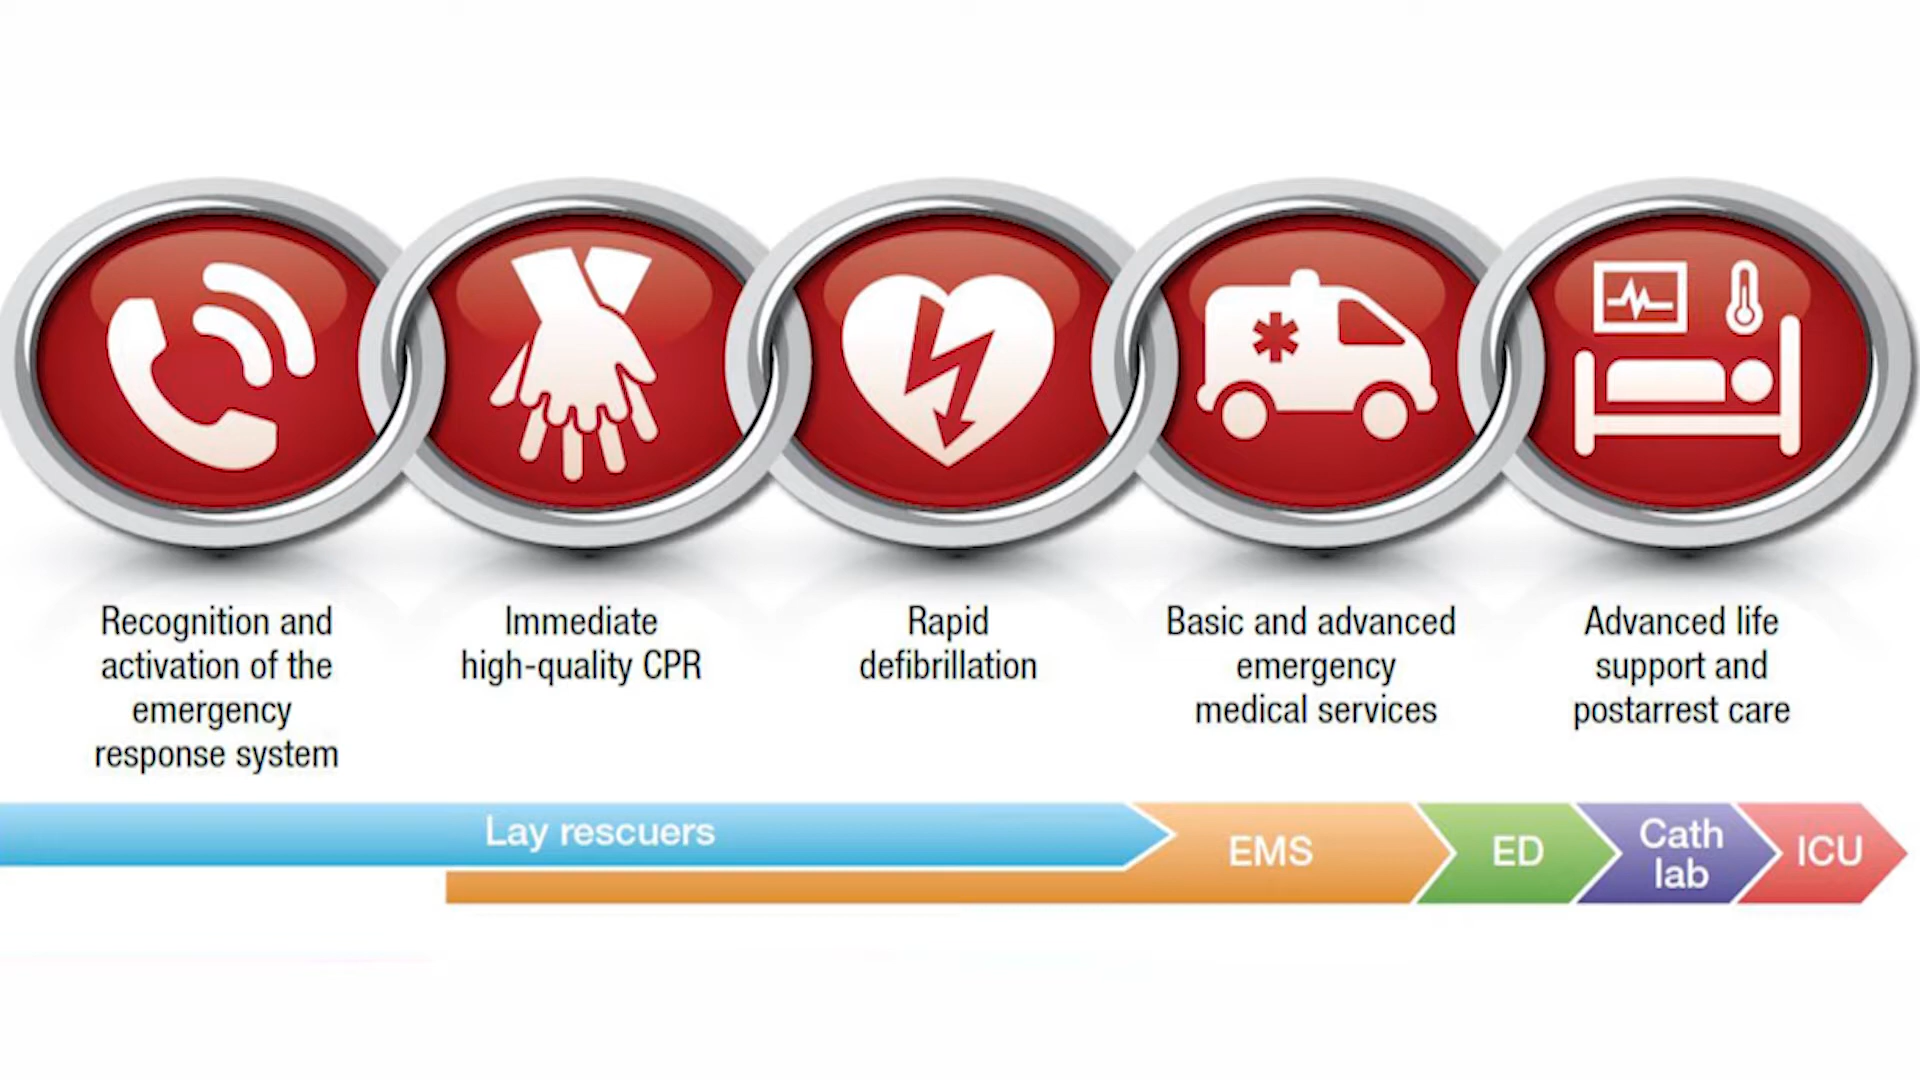 Recognition and
activation of the
emergency
response system
Immediate
high-quality CPR
Rapid
defibrillation
Basic and advanced
emergency
medical services
Advanced life
support and
postarrest care
Lay rescuers
EMS
ED
Cath
lab
ICU